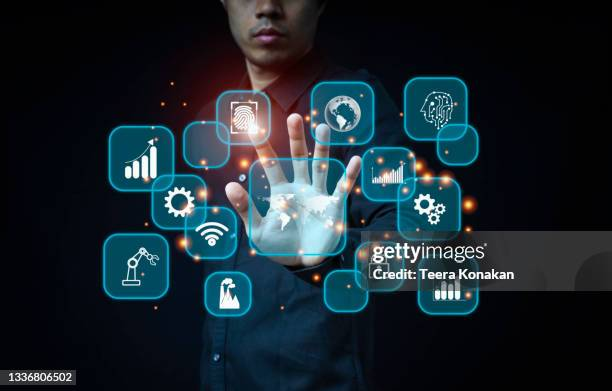 gettyimages
Credit: Teera Konakan
1336806502